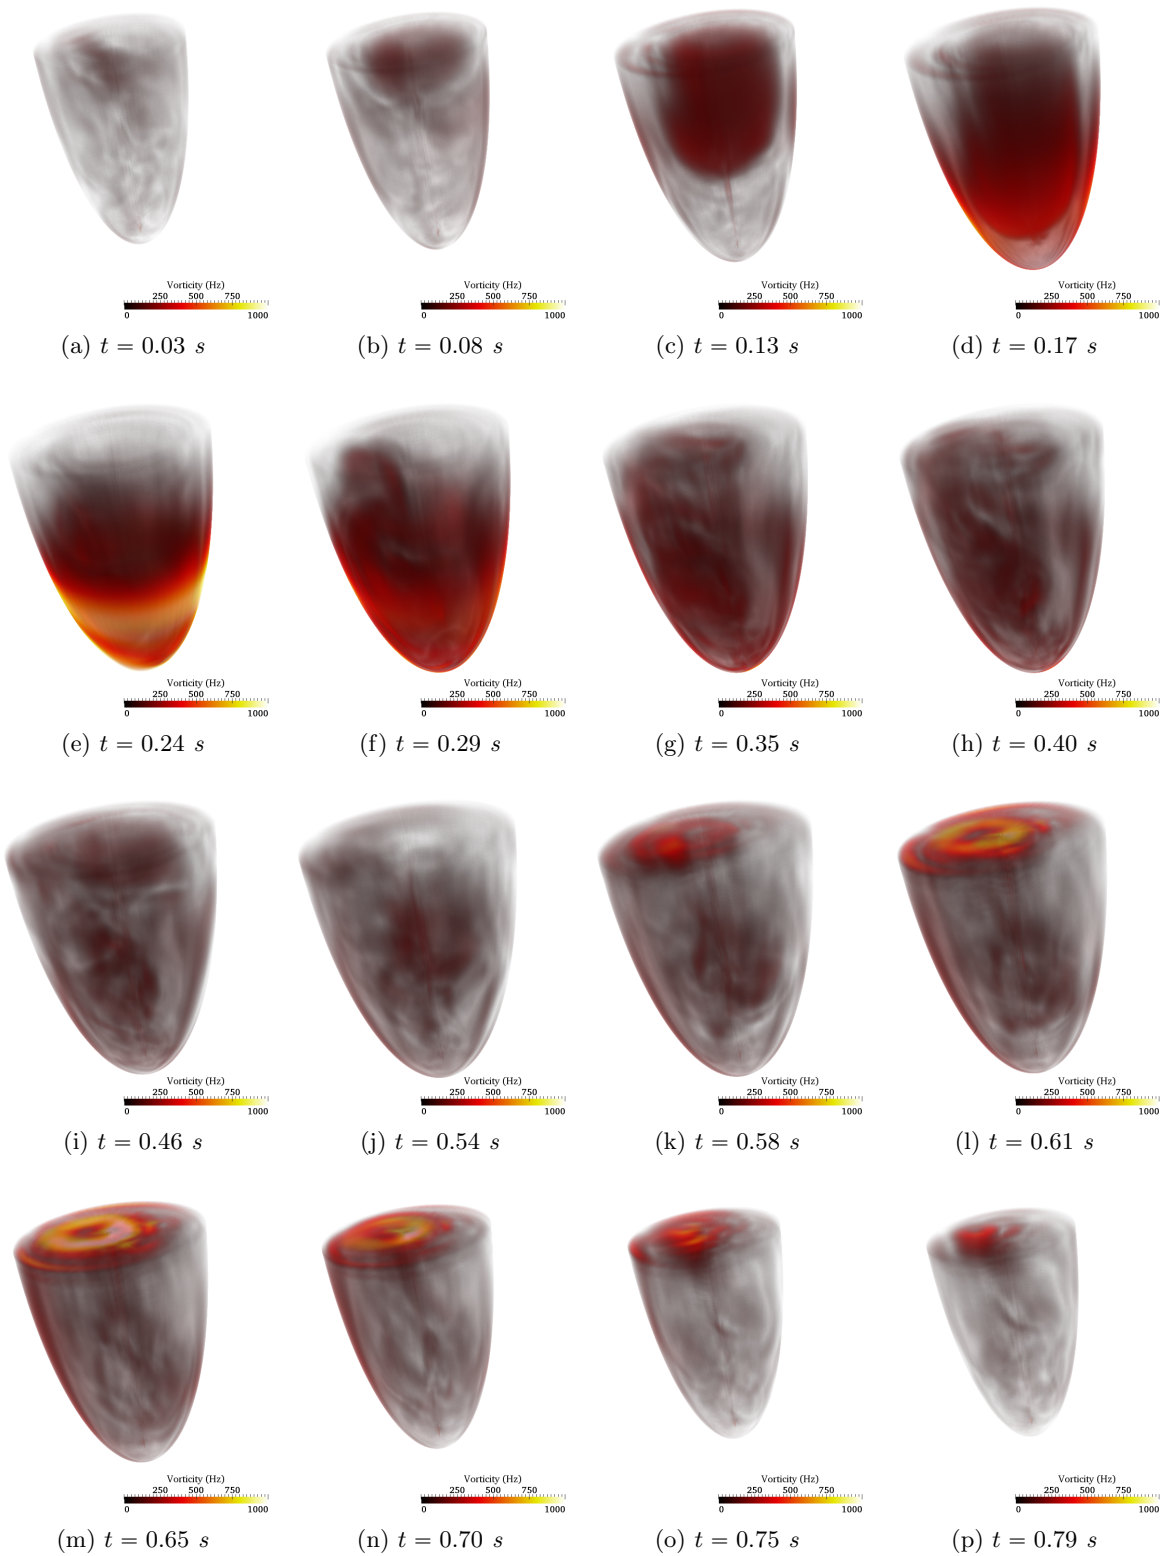 Vorticity (Hz)
250 500 750
0 1000
Vorticity (Hz)
250 500 750
0 1000
Vorticity (Hz)
250 500 750
0 1000
Vorticity (Hz)
250 500 750
0 1000
(a) t = 0.03 s
(b) t = 0.08 s
(c) t = 0.13 s
(d) t = 0.17 s
Vorticity (Hz)
250 500 750
0 1000
Vorticity (Hz)
250 500 750
0 1000
Vorticity (Hz)
250 500 750
0 1000
Vorticity (Hz)
250 500 750
0 1000
(e) t = 0.24 s
(f) t = 0.29 s
(g) t = 0.35 s
(h) t = 0.40 s
Vorticity (Hz)
250 500 750
0 1000
Vorticity (Hz)
250 500 750
0 1000
Vorticity (Hz)
250 500 750
0 1000
Vorticity (Hz)
250 500 750
0 1000
(i) t = 0.46 s
(j) t = 0.54 s
(k) t = 0.58 s
(l) t = 0.61 s
Vorticity (Hz)
250 500 750
0 1000
Vorticity (Hz)
250 500 750
0 1000
Vorticity (Hz)
250 500 750
0 1000
Vorticity (Hz)
250 500 750
0 1000
(m) t = 0.65 s
(n) t = 0.70 s
(o) t = 0.75 s
(p) t = 0.79 s